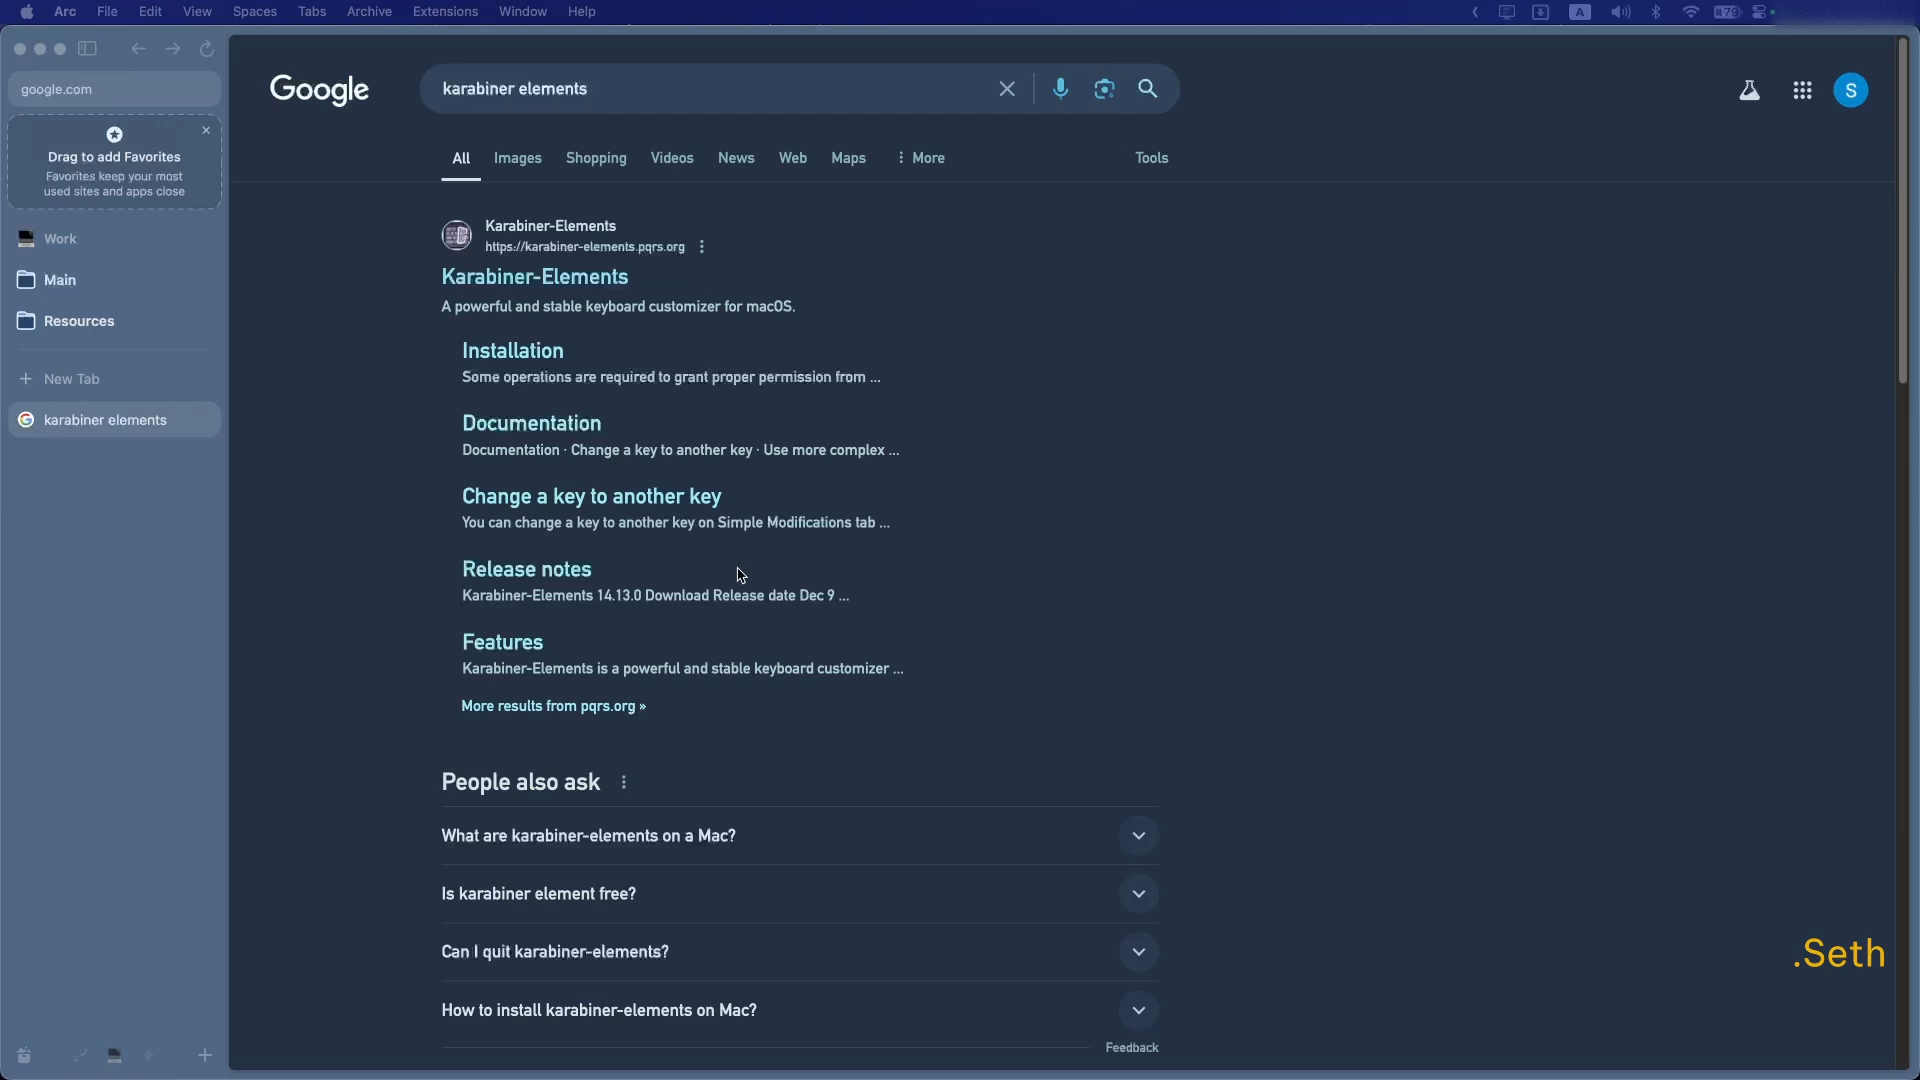 Arc File Edit View Spaces Tabs Archive Extensions Window Help
A
79
google.com
Drag to add Favorites
Favorites keep your most
used sites and apps close
Work
Main
Resources
New Tab
karabiner elements
Google
karabiner elements
S
All Images Shopping Videos News Web Maps More Tools
Karabiner-Elements
https://karabiner-elements.pqrs.org
Karabiner-Elements
A powerful and stable keyboard customizer for macOS.
Installation
Some operations are required to grant proper permission from ...
Documentation
Documentation · Change a key to another key · Use more complex ...
Change a key to another key
You can change a key to another key on Simple Modifications tab ...
Release notes
Karabiner-Elements 14.13.0 Download Release date Dec 9 ...
Features
Karabiner-Elements is a powerful and stable keyboard customizer ...
More results from pqrs.org »
People also ask
What are karabiner-elements on a Mac?
Is karabiner element free?
Can I quit karabiner-elements?
How to install karabiner-elements on Mac?
Feedback
.Seth